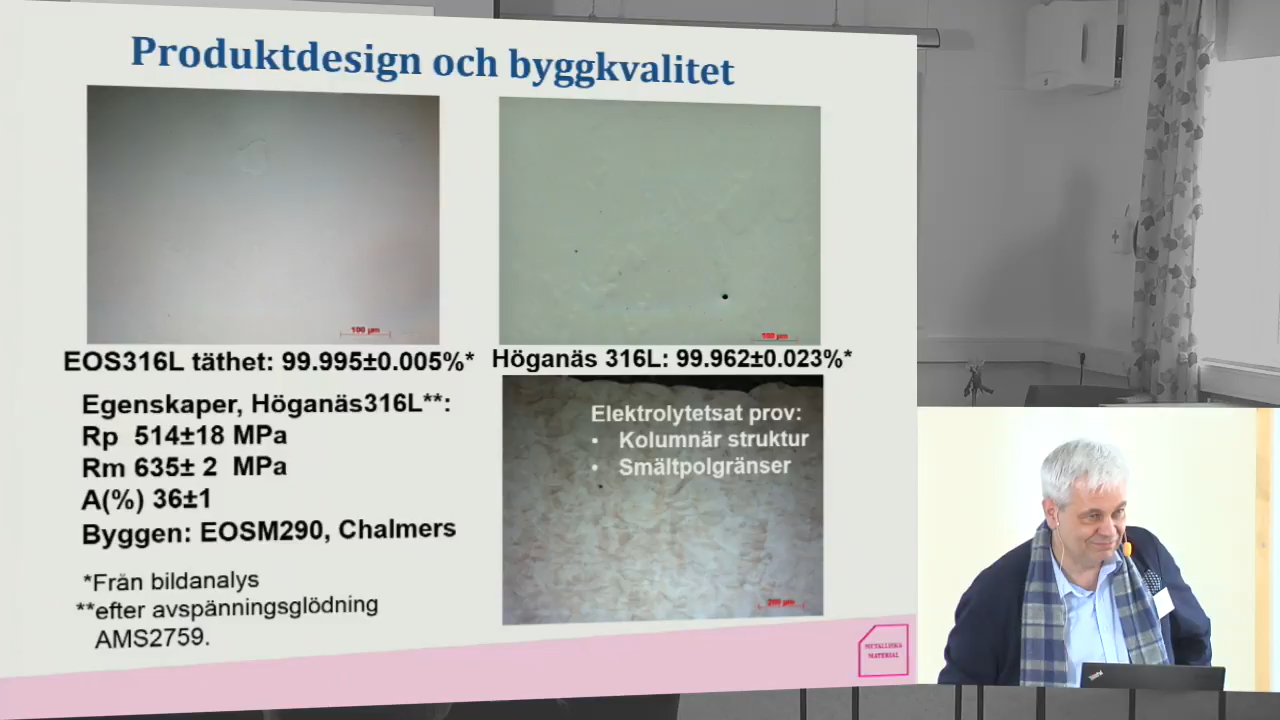 Produktdesign och byggkvalitet
100 µm
100 µm
EOS316L täthet: 99.995±0.005%*
Höganäs 316L: 99.962±0.023%*
Egenskaper, Höganäs316L**:
Rp 514±18 MPa
Rm 635± 2 MPa
A(%) 36±1
Byggen: EOSM290, Chalmers
*Från bildanalys
**efter avspänningsglödning
AMS2759.
Elektrolytetsat prov:
• Kolumnär struktur
• Smältpolgränser
200 µm
METALLISKA
MATERIAL